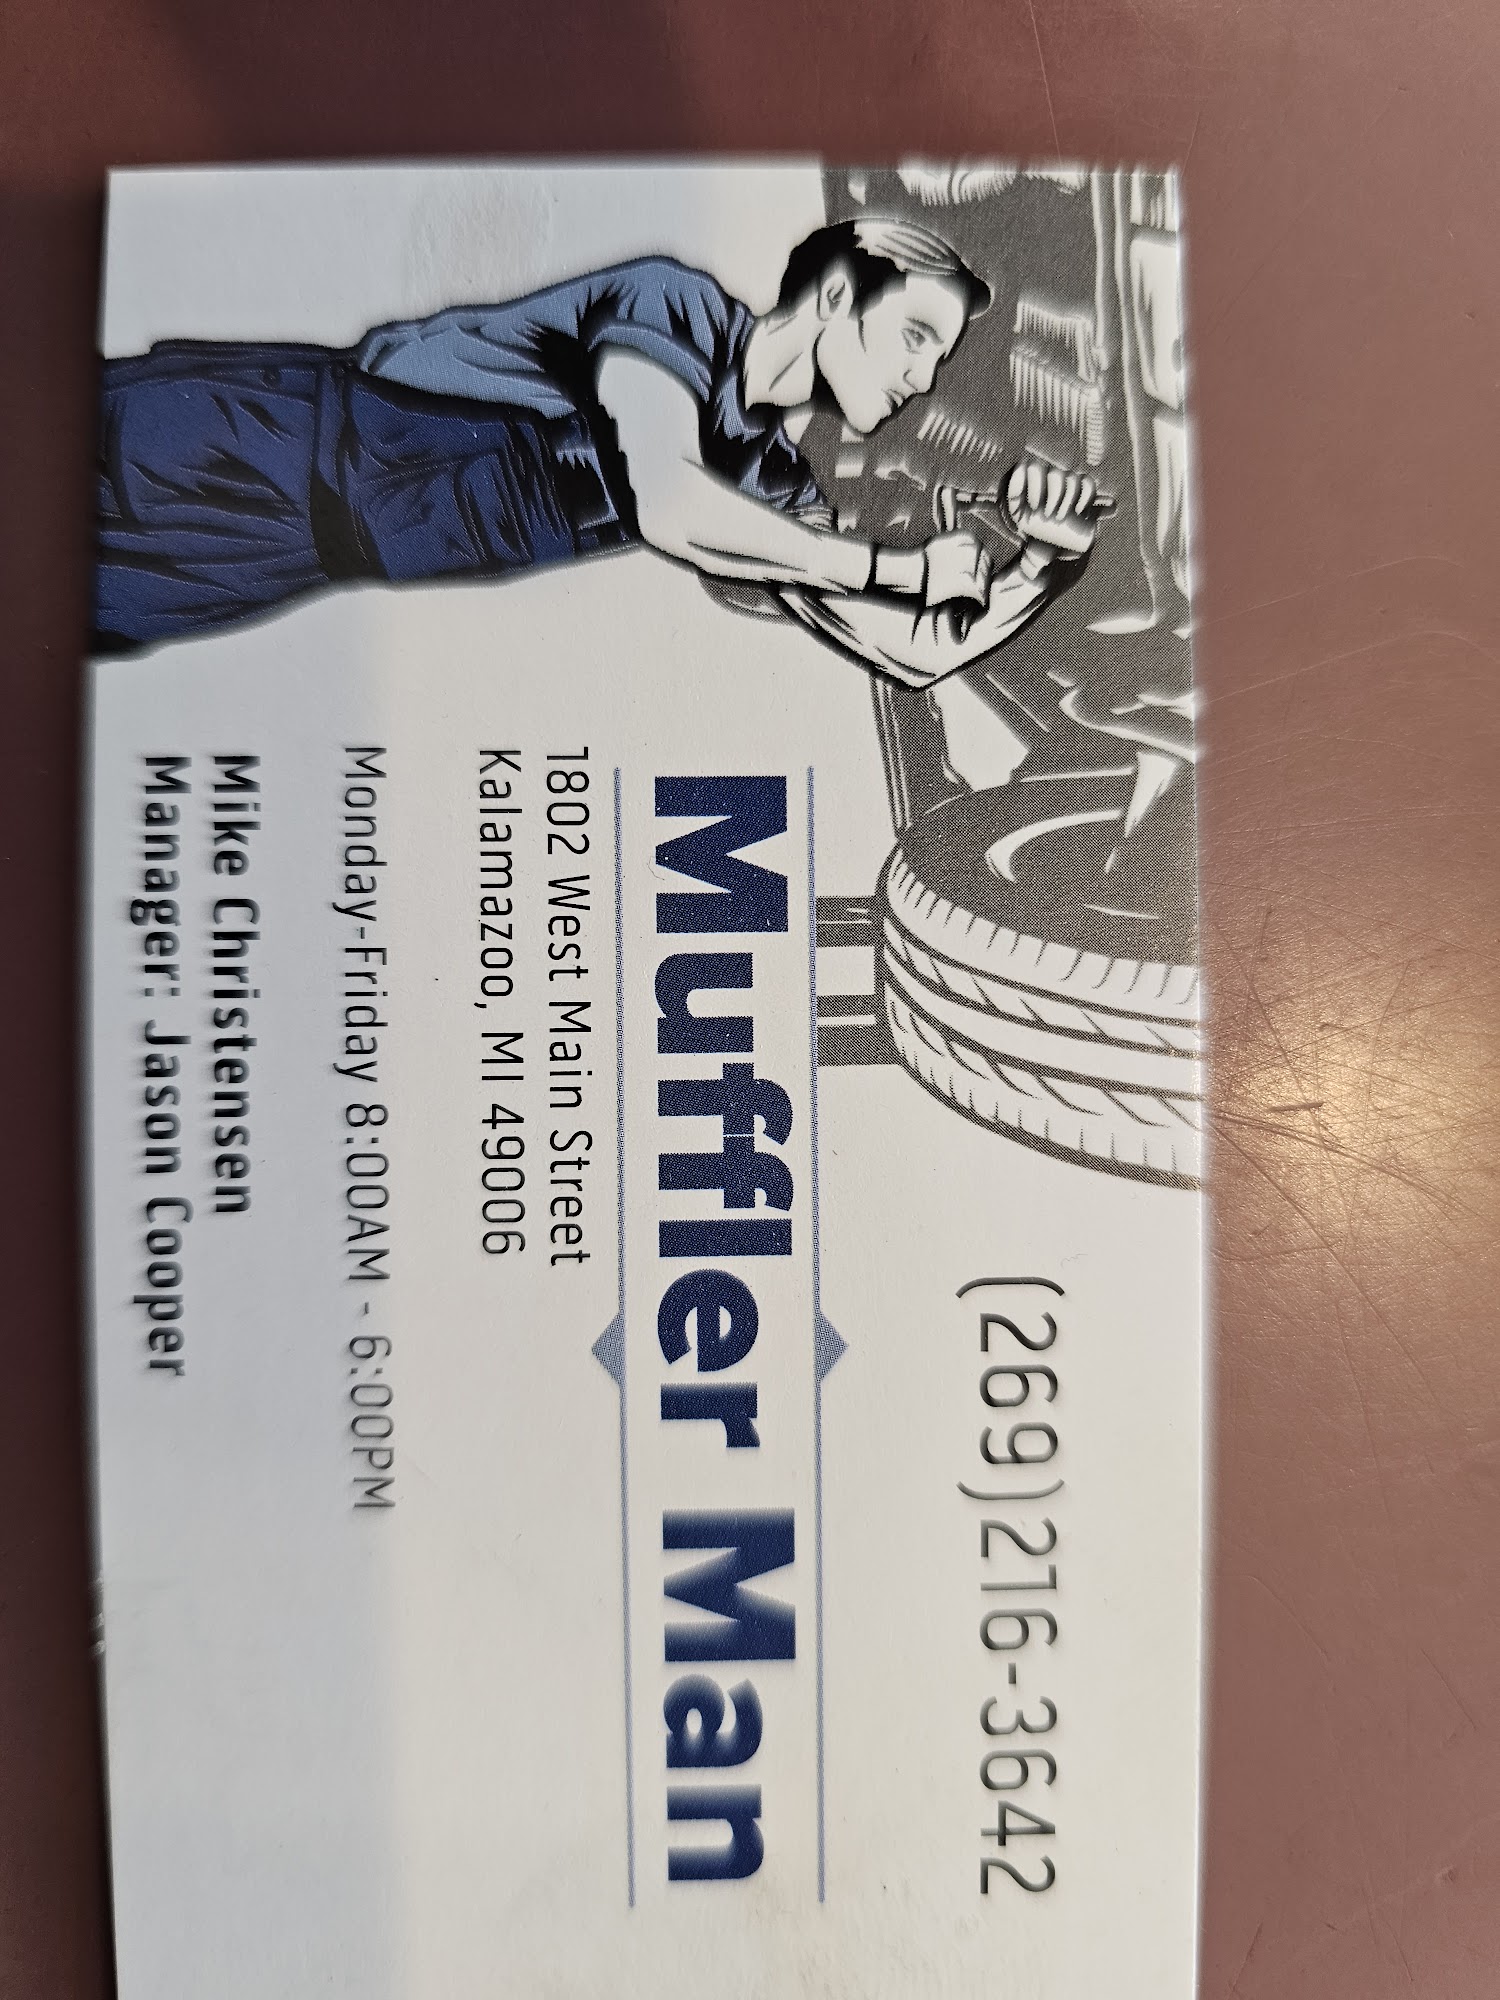 (269)216-3642
Muffler Man
1802 West Main Street
Kalamazoo, MI 49006
Monday-Friday 8:00AM - 6:00PM
Mike Christensen
Manager: Jason Cooper